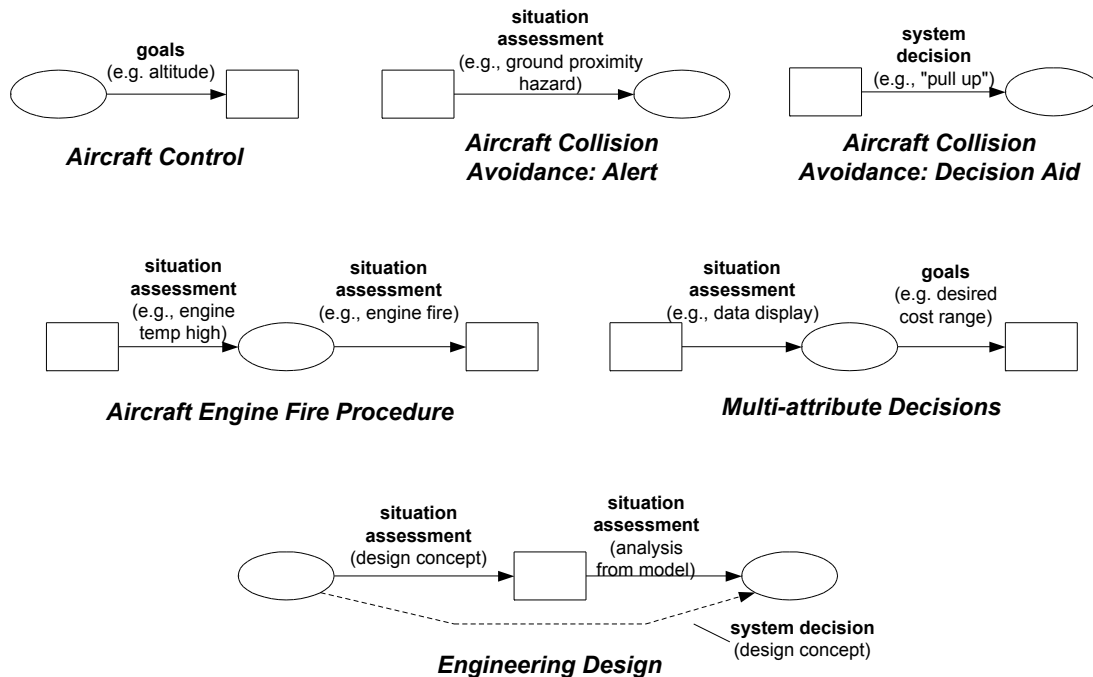 goals
(e.g. altitude)
Aircraft Control
situation
assessment
(e.g., ground proximity
hazard)
Aircraft Collision
Avoidance: Alert
system
decision
(e.g., "pull up")
Aircraft Collision
Avoidance: Decision Aid
situation
assessment
(e.g., engine
temp high)
situation
assessment
(e.g., engine fire)
Aircraft Engine Fire Procedure
situation
assessment
(e.g., data display)
goals
(e.g. desired
cost range)
Multi-attribute Decisions
situation
assessment
(design concept)
situation
assessment
(analysis
from model)
system decision
(design concept)
Engineering Design